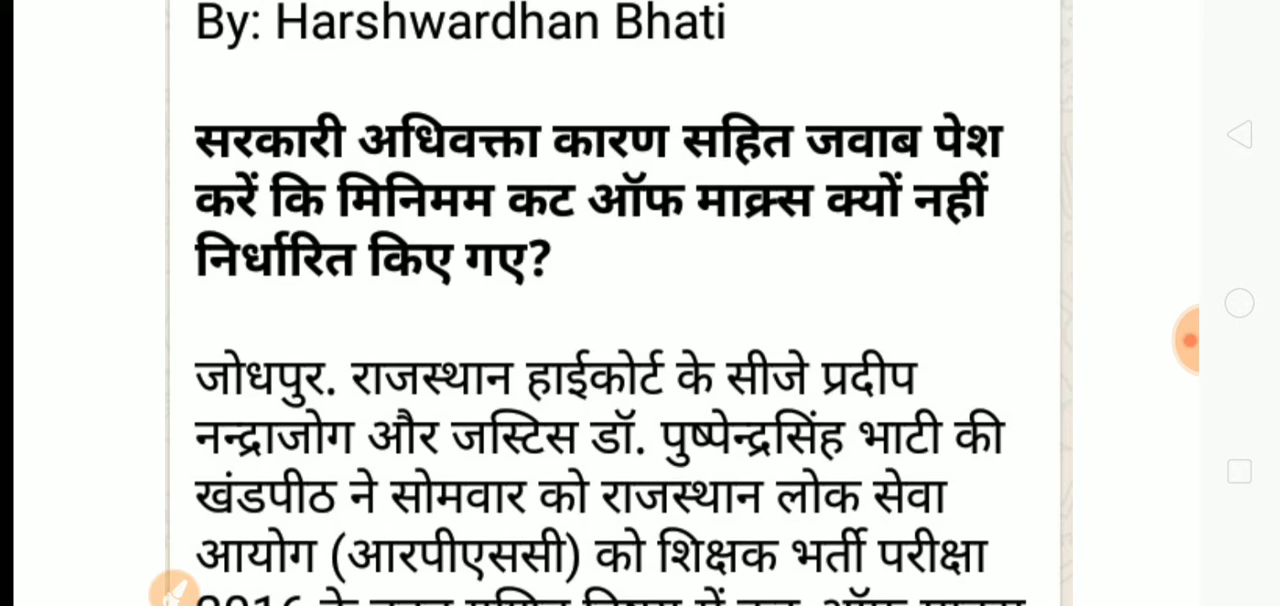 By: Harshwardhan Bhati
सरकारी अधिवक्ता कारण सहित जवाब पेश
करें कि मिनिमम कट ऑफ माक्र्स क्यों नहीं
निर्धारित किए गए?
जोधपुर. राजस्थान हाईकोर्ट के सीजे प्रदीप
नन्द्राजोग और जस्टिस डॉ. पुष्पेन्द्रसिंह भाटी की
खंडपीठ ने सोमवार को राजस्थान लोक सेवा
आयोग (आरपीएससी) को शिक्षक भर्ती परीक्षा